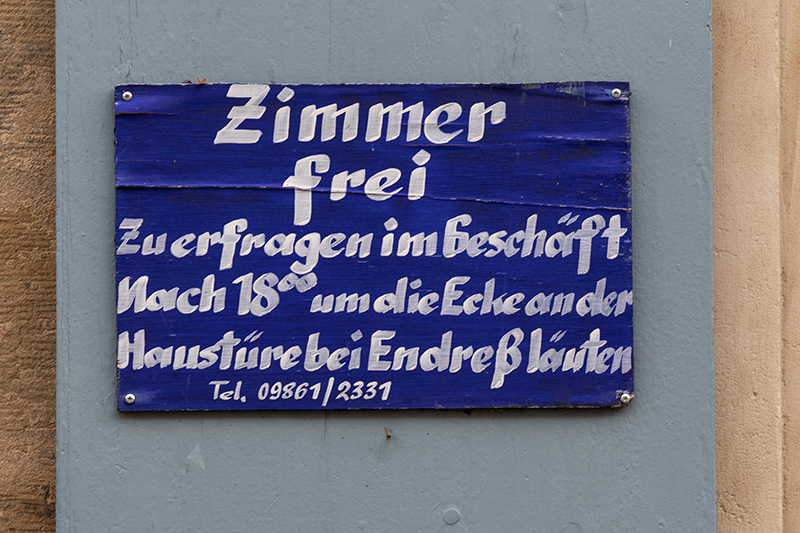 Zimmer
frei
Zu erfragen im Geschäft
Nach 18⁰⁰ um die Ecke an der
Haustüre bei Endreß läuten
Tel. 09861/2331